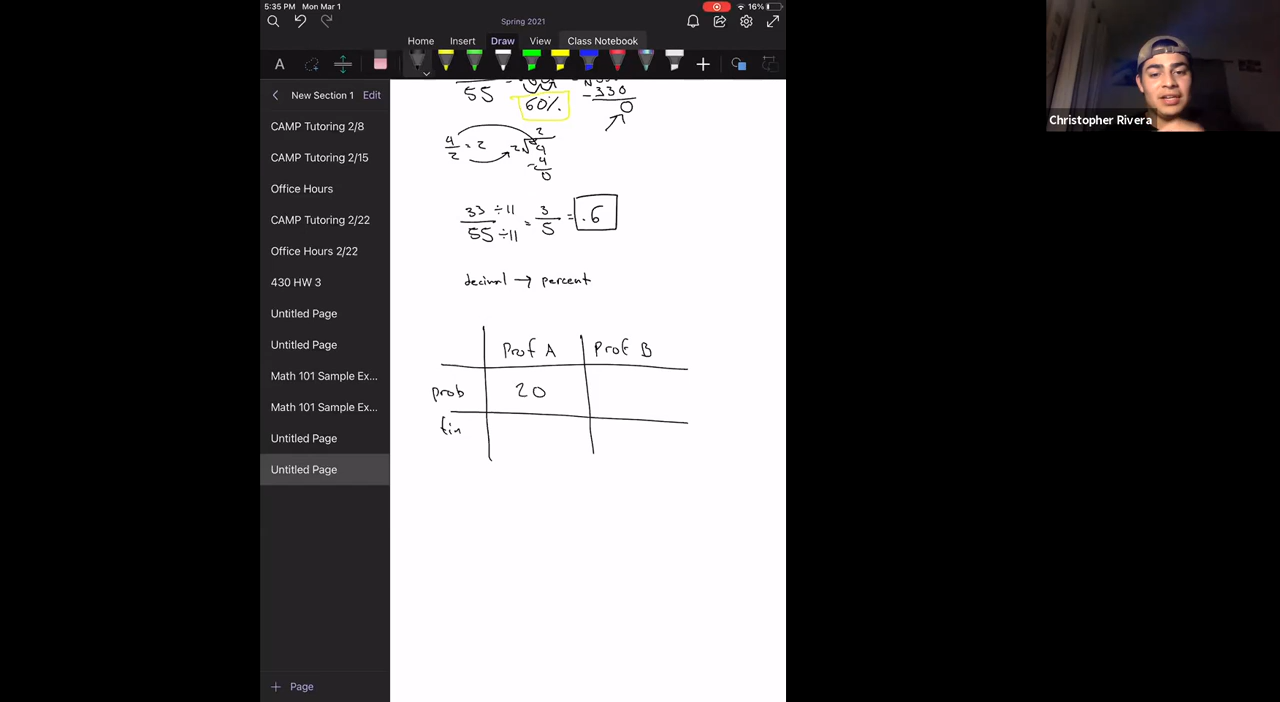 5:35 PM Mon Mar 1
16%
Spring 2021
Home Insert Draw View Class Notebook
A
New Section 1 Edit
CAMP Tutoring 2/8
CAMP Tutoring 2/15
Office Hours
CAMP Tutoring 2/22
Office Hours 2/22
430 HW 3
Untitled Page
Untitled Page
Math 101 Sample Ex...
Math 101 Sample Ex...
Untitled Page
Untitled Page
+ Page
55 =
60%
-330
0
4/2 = 2
2
2√4
-4
0
33 ÷11 / 55 ÷11 = 3/5 = .6
decimal → percent
Prof A Prof B
prob 20
fin
Christopher Rivera